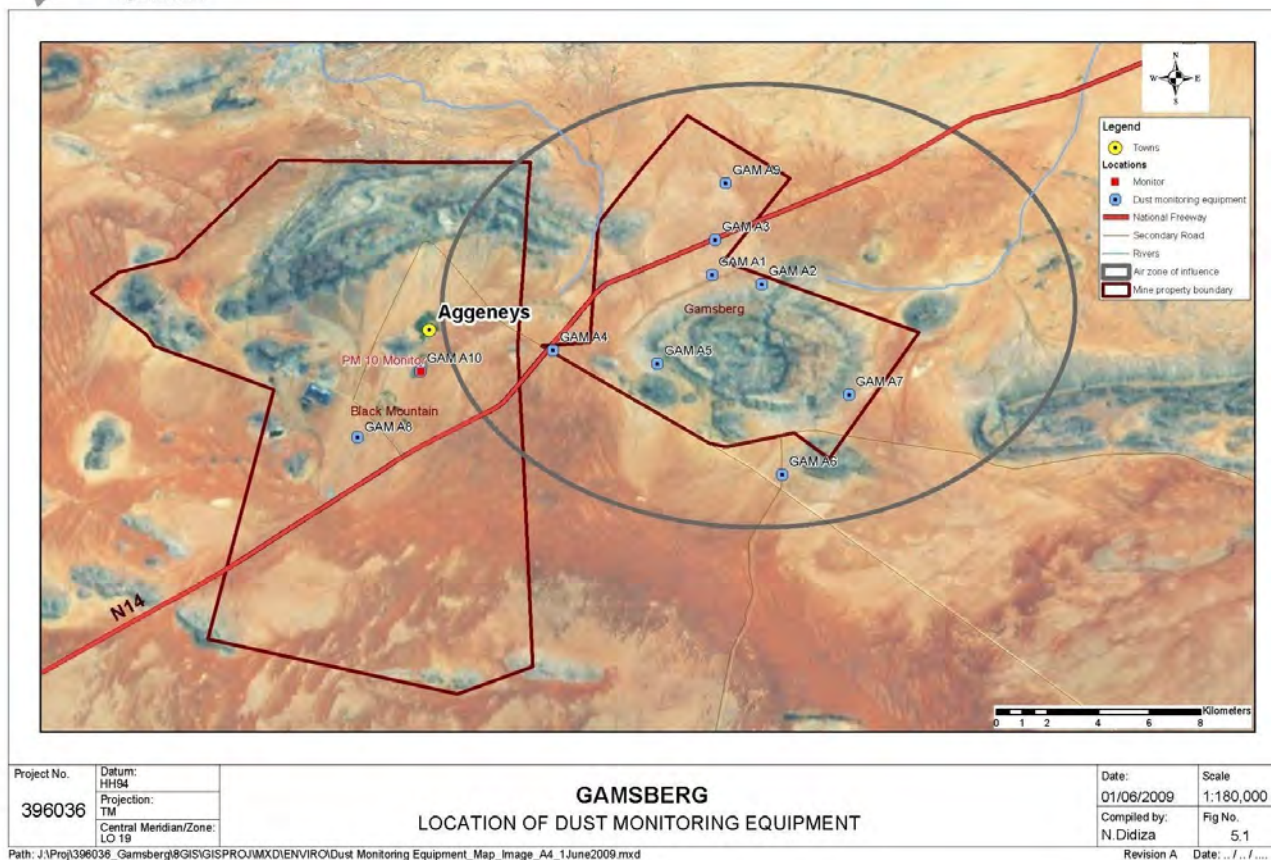 N
W E
S
Legend
Towns
Locations
Monitor
Dust monitoring equipment
National Freeway
Secondary Road
Rivers
Air zone of influence
Mine property boundary
GAM A9
GAM A3
GAM A1
GAM A2
Gamsberg
Aggeneys
GAM A4
PM 10 Monitor
GAM A10
GAM A5
GAM A7
Black Mountain
GAM A8
GAM A6
N14
Kilometers
0 1 2 4 6 8
Project No.
396036
Datum:
HH94
Projection:
TM
Central Meridian/Zone:
LO 19
GAMSBERG
LOCATION OF DUST MONITORING EQUIPMENT
Date:
01/06/2009
Scale
1:180,000
Compiled by:
N.Didiza
Fig No.
5.1
Path: J:\Proj\396036_Gamsberg\8GIS\GISPROJ\MXD\ENVIRO\Dust Monitoring Equipment_Map_Image_A4_1June2009.mxd
Revision A Date: ../../....